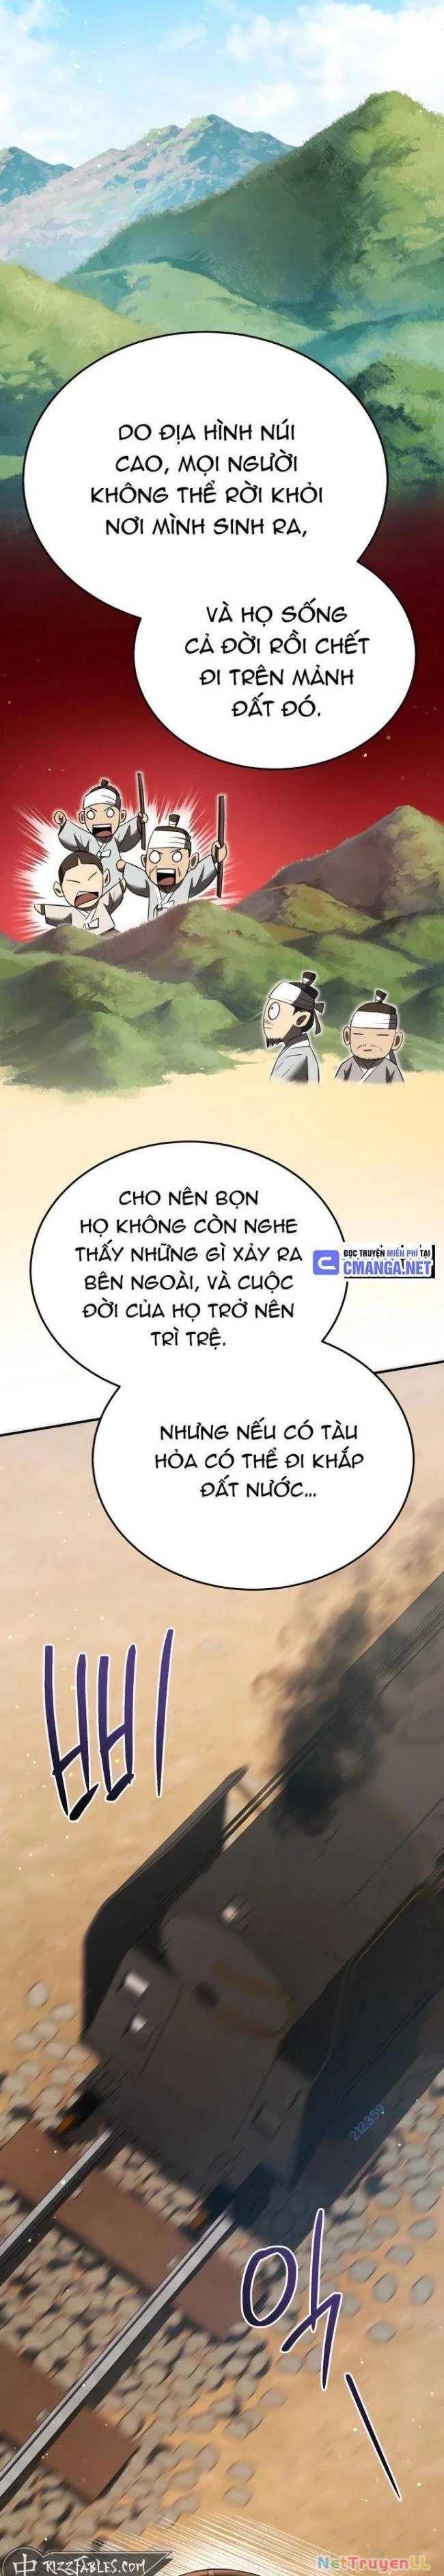 DO ĐỊA HÌNH NÚI
CAO, MỌI NGƯỜI
KHÔNG THỂ RỜI KHỎI
NƠI MÌNH SINH RA,
VÀ HỌ SỐNG
CẢ ĐỜI RỒI CHẾT
ĐI TRÊN MẢNH
ĐẤT ĐÓ.
CHO NÊN BỌN
HỌ KHÔNG CÒN NGHE
THẤY NHỮNG GÌ XẢY RA
BÊN NGOÀI, VÀ CUỘC
ĐỜI CỦA HỌ TRỞ NÊN
TRÌ TRỆ.
ĐỌC TRUYỆN MIỄN PHÍ TẠI
CMANGA.NET
NHƯNG NẾU CÓ TÀU
HỎA CÓ THỂ ĐI KHẮP
ĐẤT NƯỚC...
212359
RIZZFABLES.COM
NetTruyenLL